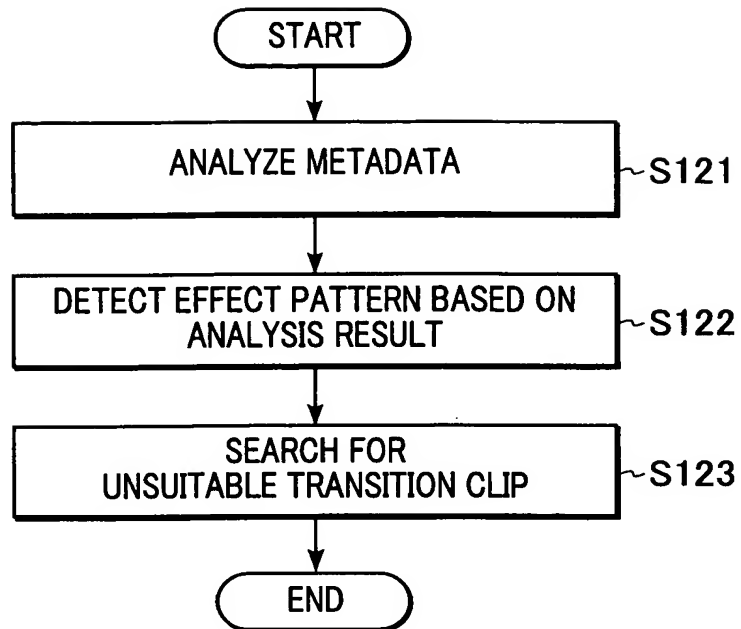 START
ANALYZE METADATA
S121
DETECT EFFECT PATTERN BASED ON
ANALYSIS RESULT
S122
SEARCH FOR
UNSUITABLE TRANSITION CLIP
S123
END